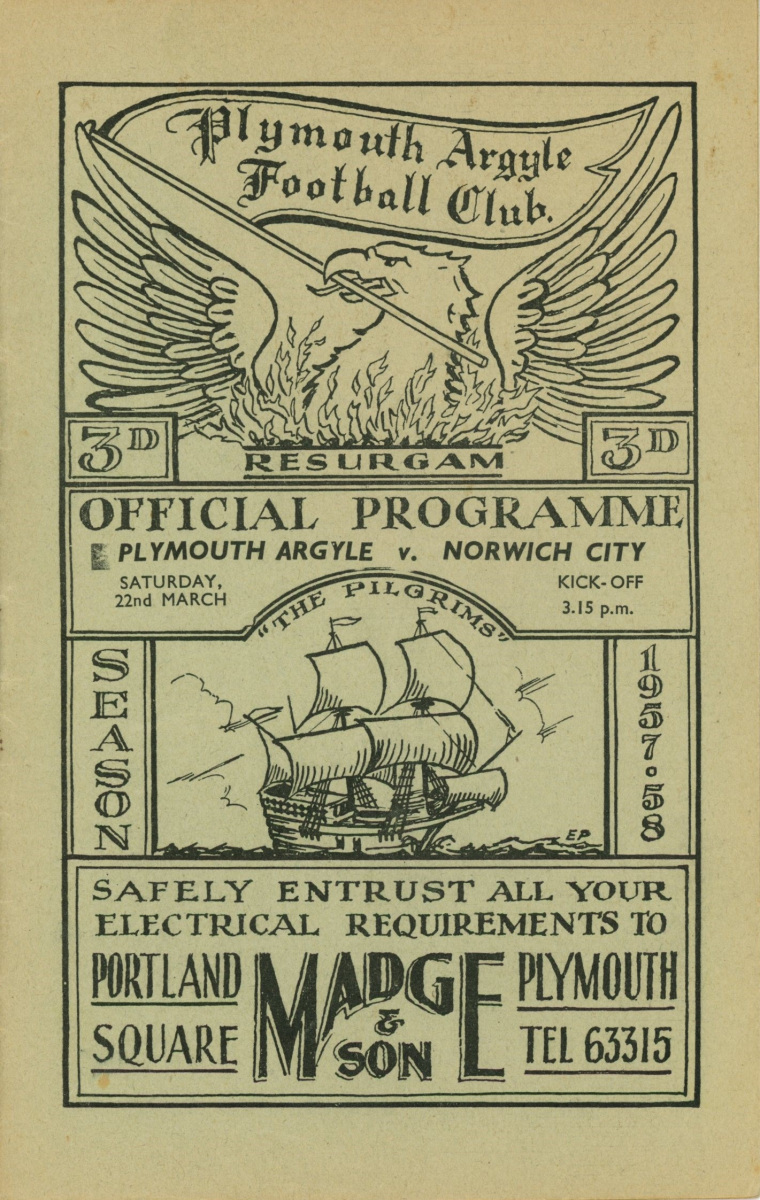 Plymouth Argyle
Football Club.
3D
3D
RESURGAM
OFFICIAL PROGRAMME
PLYMOUTH ARGYLE v. NORWICH CITY
SATURDAY,
22nd MARCH
KICK-OFF
3.15 p.m.
"THE PILGRIMS"
SEASON
1957·58
EP
SAFELY ENTRUST ALL YOUR
ELECTRICAL REQUIREMENTS TO
PORTLAND
SQUARE
MADGE
& SON
PLYMOUTH
TEL 63315